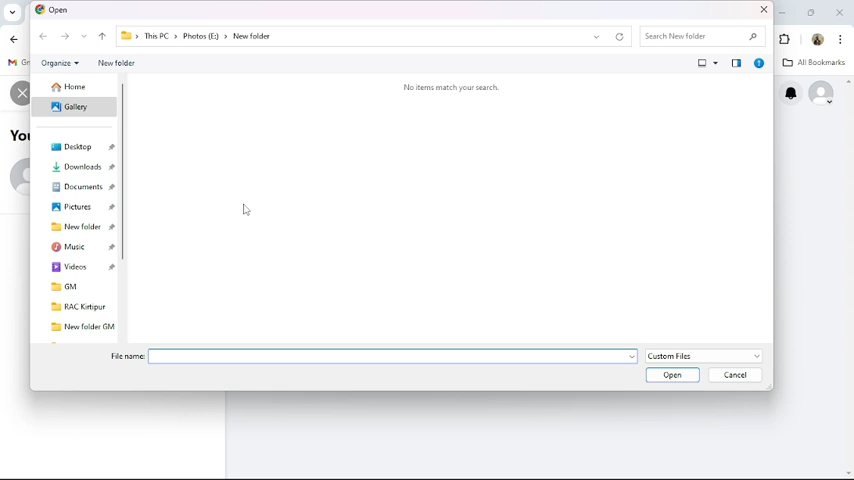 Open
This PC > Photos (E:) > New folder
Search New folder
Organize
New folder
Home
Gallery
No items match your search.
Desktop
Downloads
Documents
Pictures
New folder
Music
Videos
GM
RAC Kirtipur
New folder GM
File name:
Custom Files
Open
Cancel
All Bookmarks